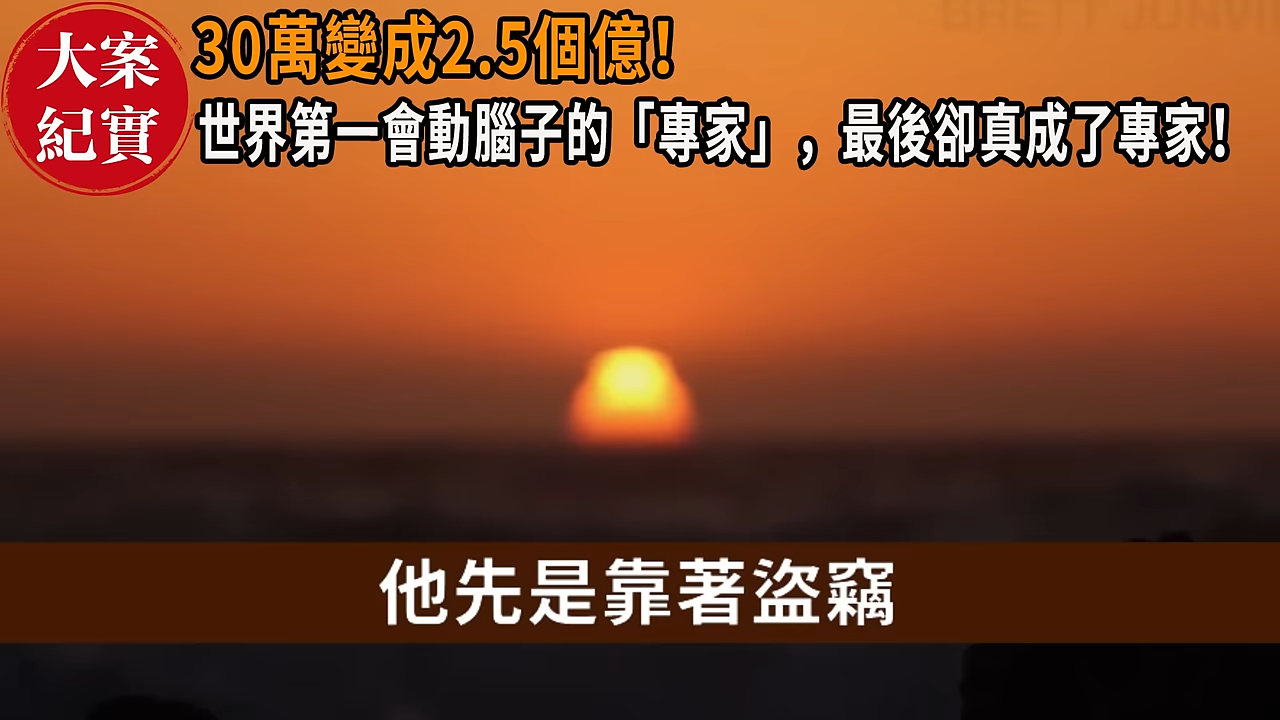 大案
紀實
30萬變成2.5個億！
世界第一會動腦子的「專家」，最後卻真成了專家！
他先是靠著盜竊